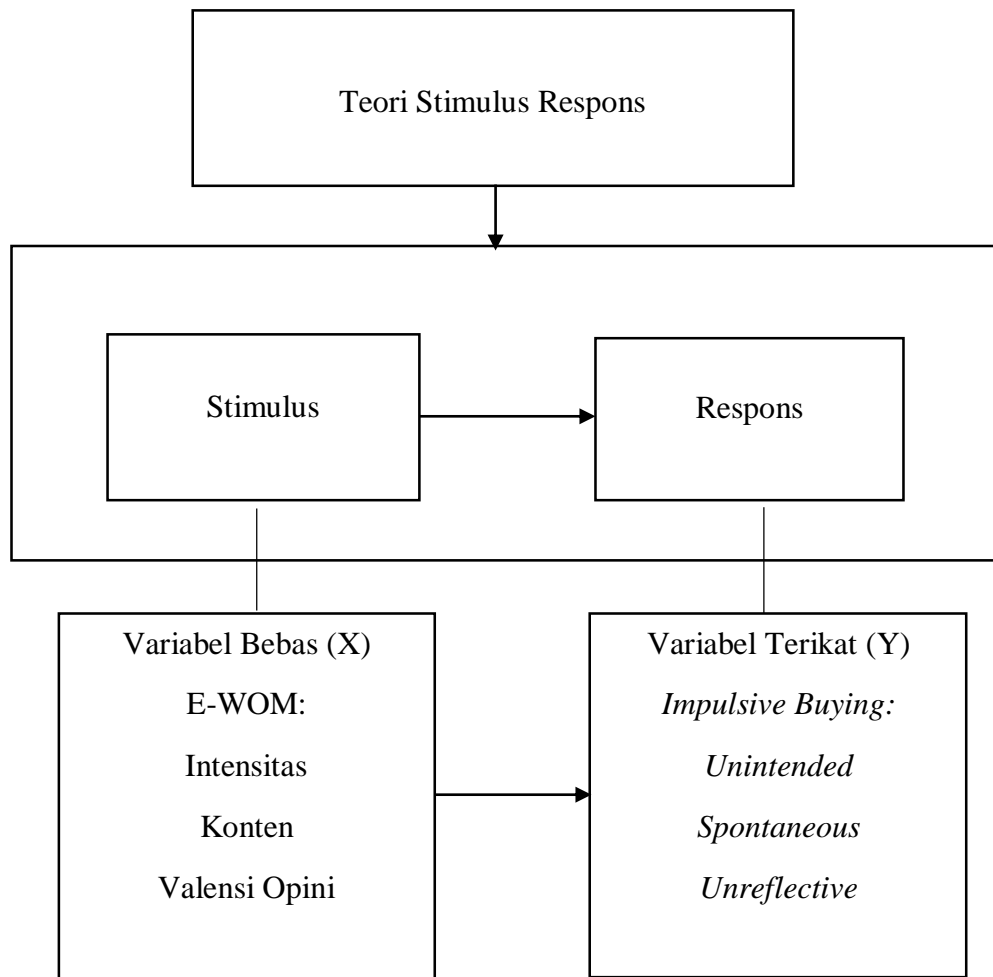 Teori Stimulus Respons
Stimulus
Respons
Variabel Bebas (X)
E-WOM:
Intensitas
Konten
Valensi Opini
Variabel Terikat (Y)
Impulsive Buying:
Unintended
Spontaneous
Unreflective